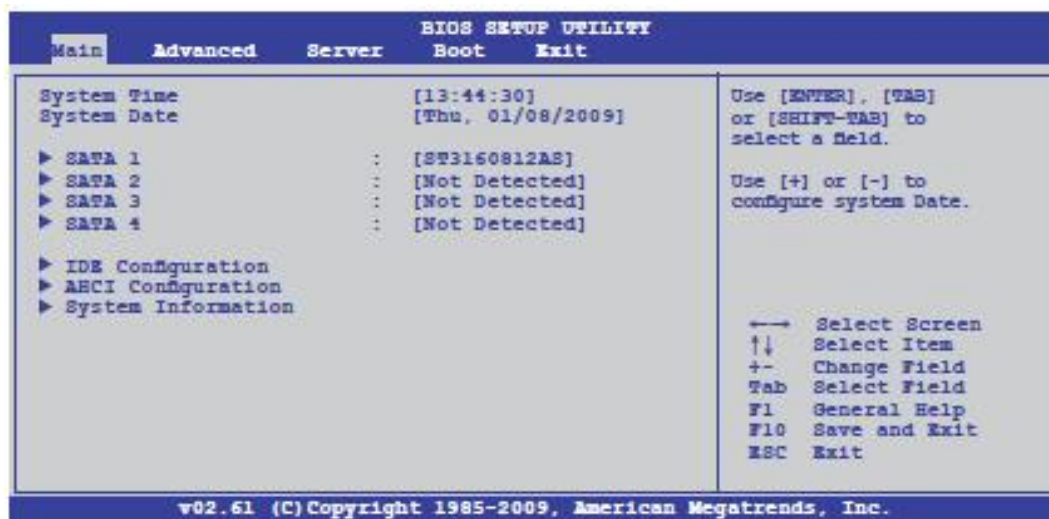 BIOS SETUP UTILITY
Main Advanced Server Boot Exit
System Time [13:44:30]
System Date [Thu, 01/08/2009]
▶ SATA 1 : [ST3160812AS]
▶ SATA 2 : [Not Detected]
▶ SATA 3 : [Not Detected]
▶ SATA 4 : [Not Detected]
▶ IDE Configuration
▶ AHCI Configuration
▶ System Information
Use [ENTER], [TAB]
or [SHIFT-TAB] to
select a field.
Use [+] or [-] to
configure system Date.
←→ Select Screen
↑↓ Select Item
+- Change Field
Tab Select Field
F1 General Help
F10 Save and Exit
ESC Exit
v02.61 (C)Copyright 1985-2009, American Megatrends, Inc.